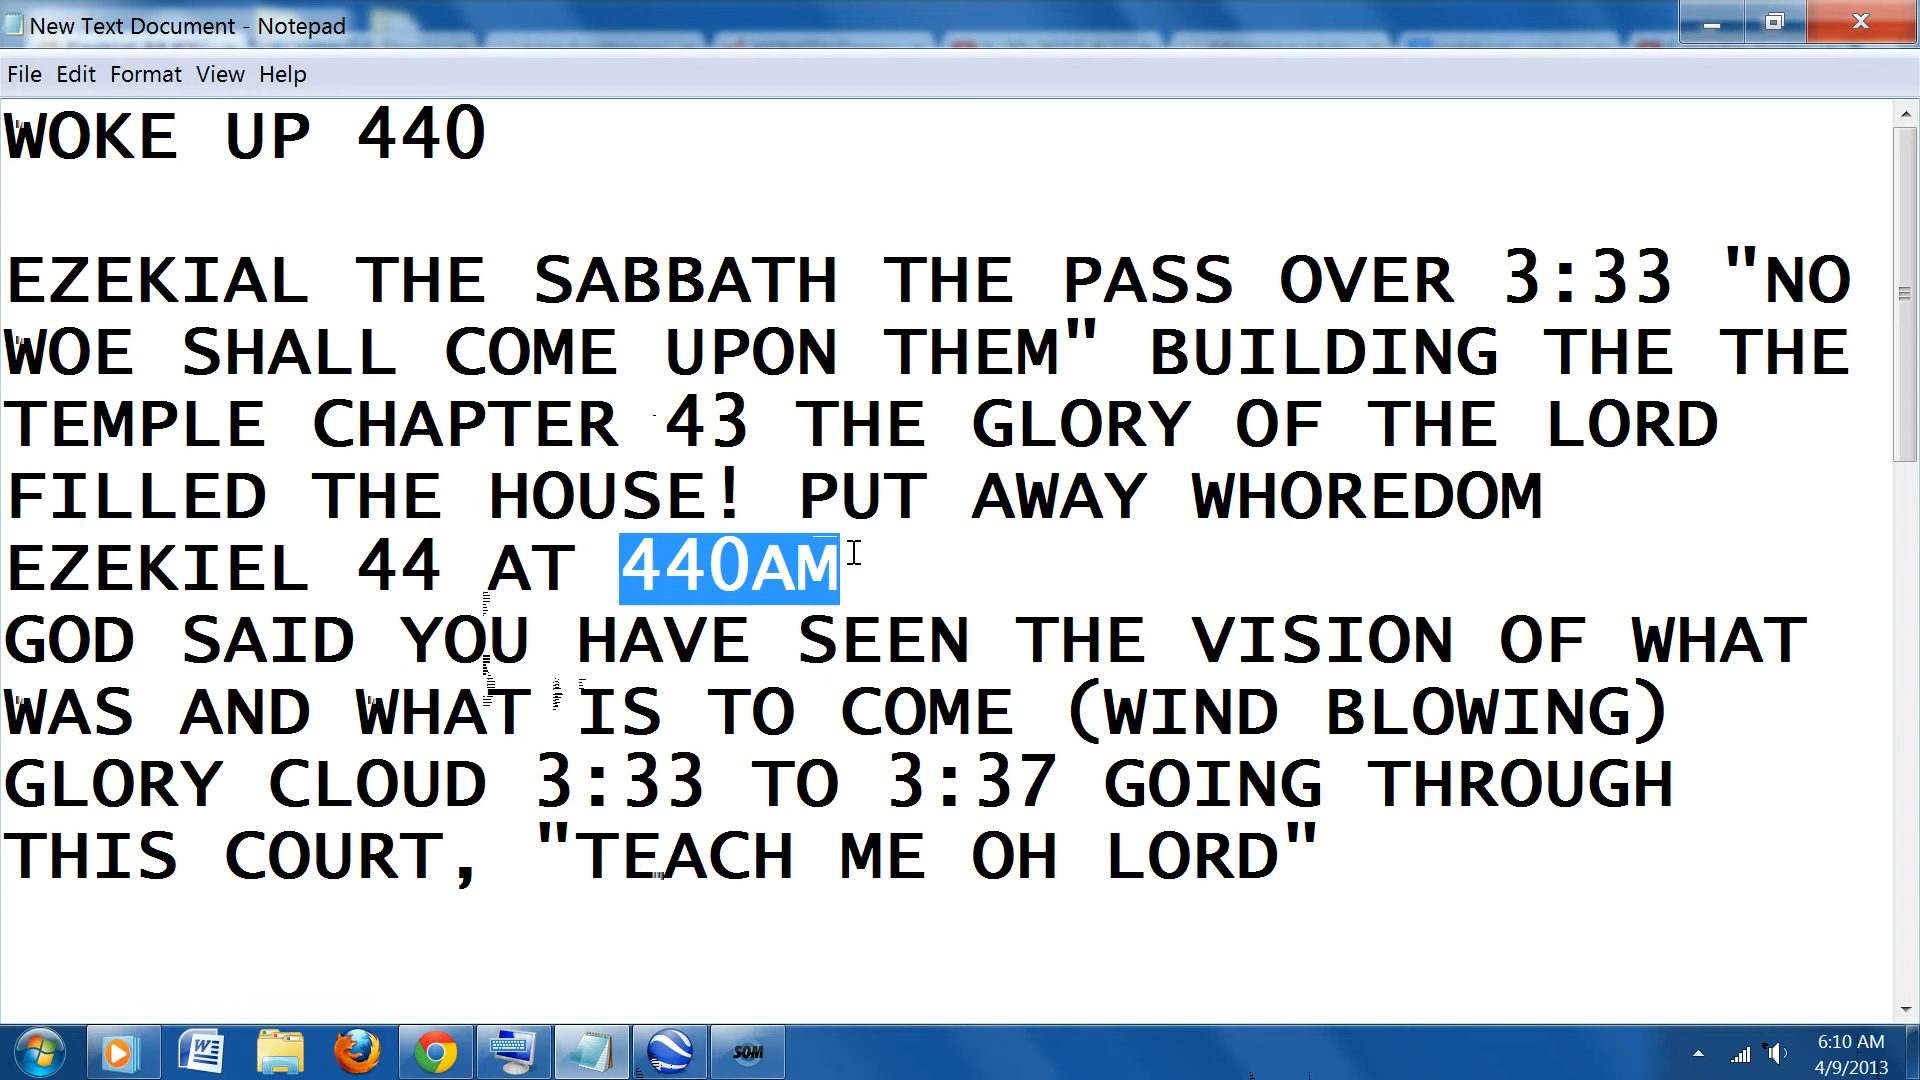 New Text Document - Notepad
File Edit Format View Help
WOKE UP 440
EZEKIAL THE SABBATH THE PASS OVER 3:33 "NO
WOE SHALL COME UPON THEM" BUILDING THE THE
TEMPLE CHAPTER 43 THE GLORY OF THE LORD
FILLED THE HOUSE! PUT AWAY WHOREDOM
EZEKIEL 44 AT 440AM
GOD SAID YOU HAVE SEEN THE VISION OF WHAT
WAS AND WHAT IS TO COME (WIND BLOWING)
GLORY CLOUD 3:33 TO 3:37 GOING THROUGH
THIS COURT, "TEACH ME OH LORD"
SOM
6:10 AM
4/9/2013